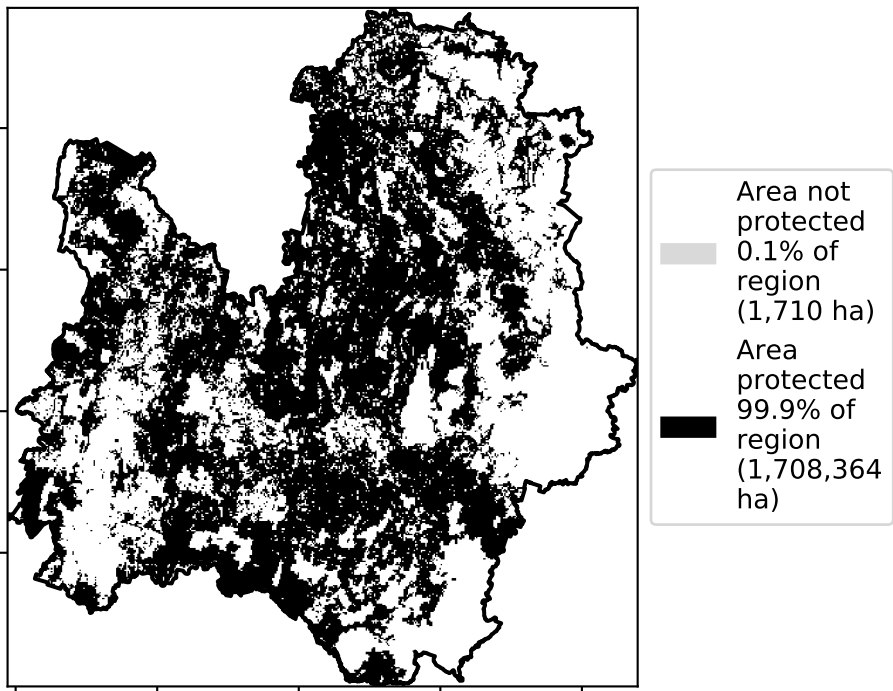 Area not
protected
0.1% of
region
(1,710 ha)
Area
protected
99.9% of
region
(1,708,364
ha)